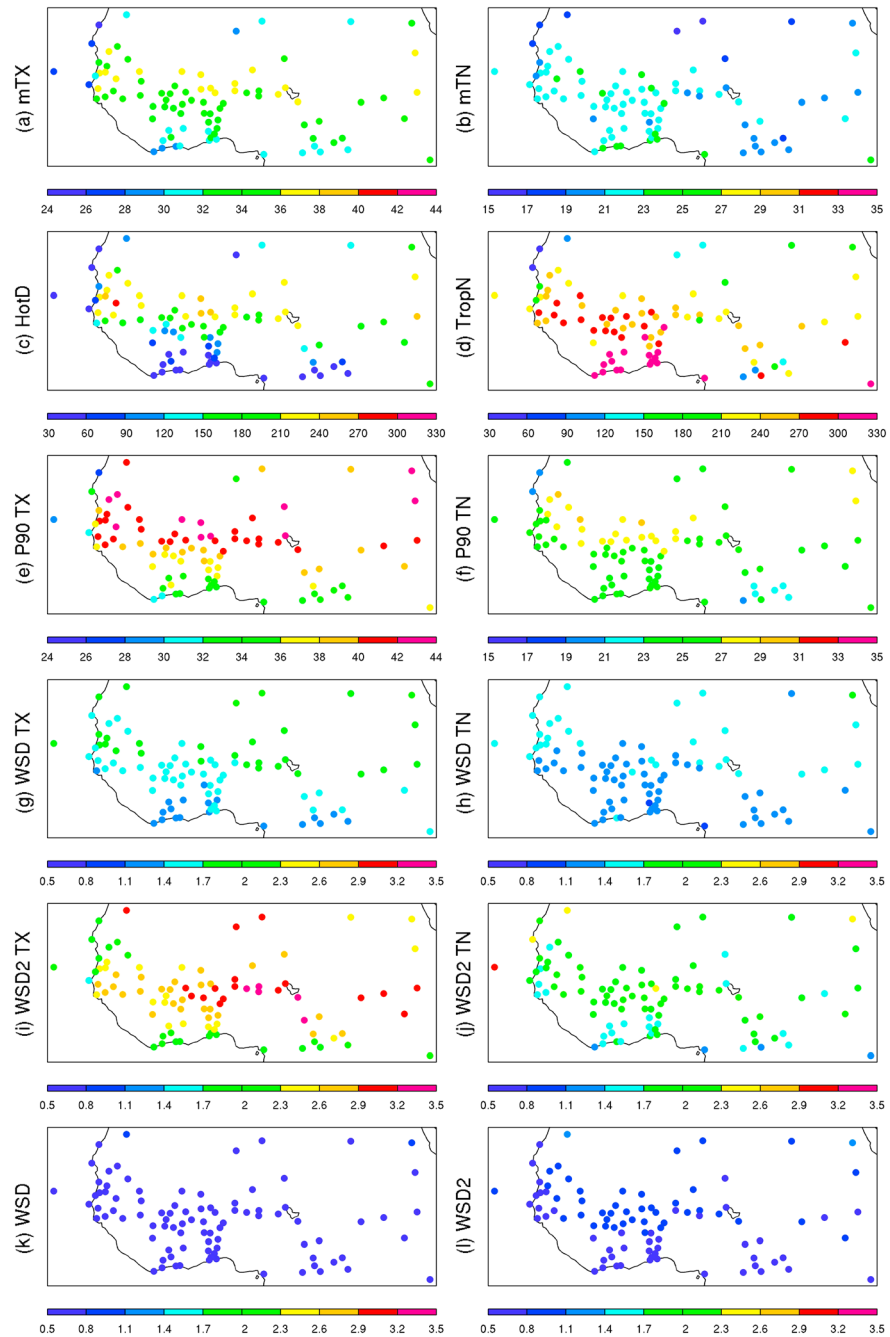 (a) mTX
(b) mTN
24 26 28 30 32 34 36 38 40 42 44
15 17 19 21 23 25 27 29 31 33 35
(c) HotD
(d) TropN
30 60 90 120 150 180 210 240 270 300 330
30 60 90 120 150 180 210 240 270 300 330
(e) P90 TX
(f) P90 TN
24 26 28 30 32 34 36 38 40 42 44
15 17 19 21 23 25 27 29 31 33 35
(g) WSD TX
(h) WSD TN
0.5 0.8 1.1 1.4 1.7 2 2.3 2.6 2.9 3.2 3.5
0.5 0.8 1.1 1.4 1.7 2 2.3 2.6 2.9 3.2 3.5
(i) WSD2 TX
(j) WSD2 TN
0.5 0.8 1.1 1.4 1.7 2 2.3 2.6 2.9 3.2 3.5
0.5 0.8 1.1 1.4 1.7 2 2.3 2.6 2.9 3.2 3.5
(k) WSD
(l) WSD2
0.5 0.8 1.1 1.4 1.7 2 2.3 2.6 2.9 3.2 3.5
0.5 0.8 1.1 1.4 1.7 2 2.3 2.6 2.9 3.2 3.5